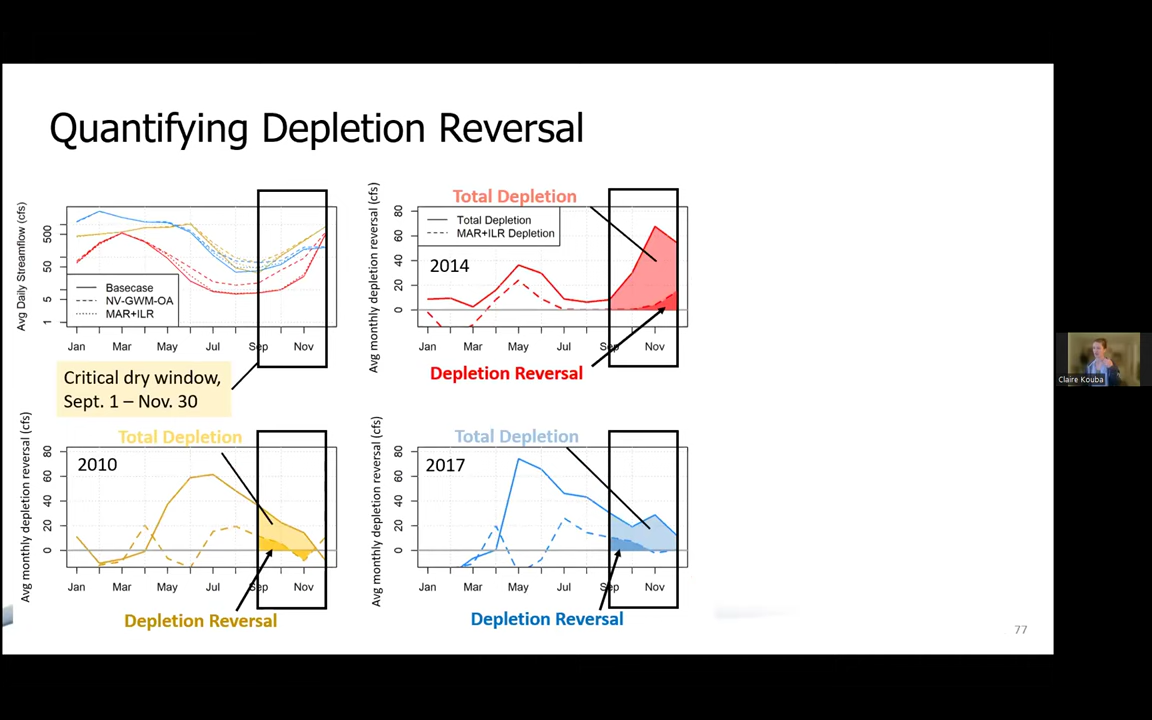 Quantifying Depletion Reversal
Avg Daily Streamflow (cfs)
500
50
5
1
Basecase
NV-GWM-OA
MAR+ILR
Jan Mar May Jul Sep Nov
Critical dry window,
Sept. 1 – Nov. 30
Total Depletion
Avg monthly depletion reversal (cfs)
80
60
40
20
0
Total Depletion
MAR+ILR Depletion
2014
Jan Mar May Jul Sep Nov
Depletion Reversal
Total Depletion
Avg monthly depletion reversal (cfs)
80
60
40
20
0
2010
Jan Mar May Jul Sep Nov
Depletion Reversal
Total Depletion
Avg monthly depletion reversal (cfs)
80
60
40
20
0
2017
Jan Mar May Jul Sep Nov
Depletion Reversal
77
Claire Kouba